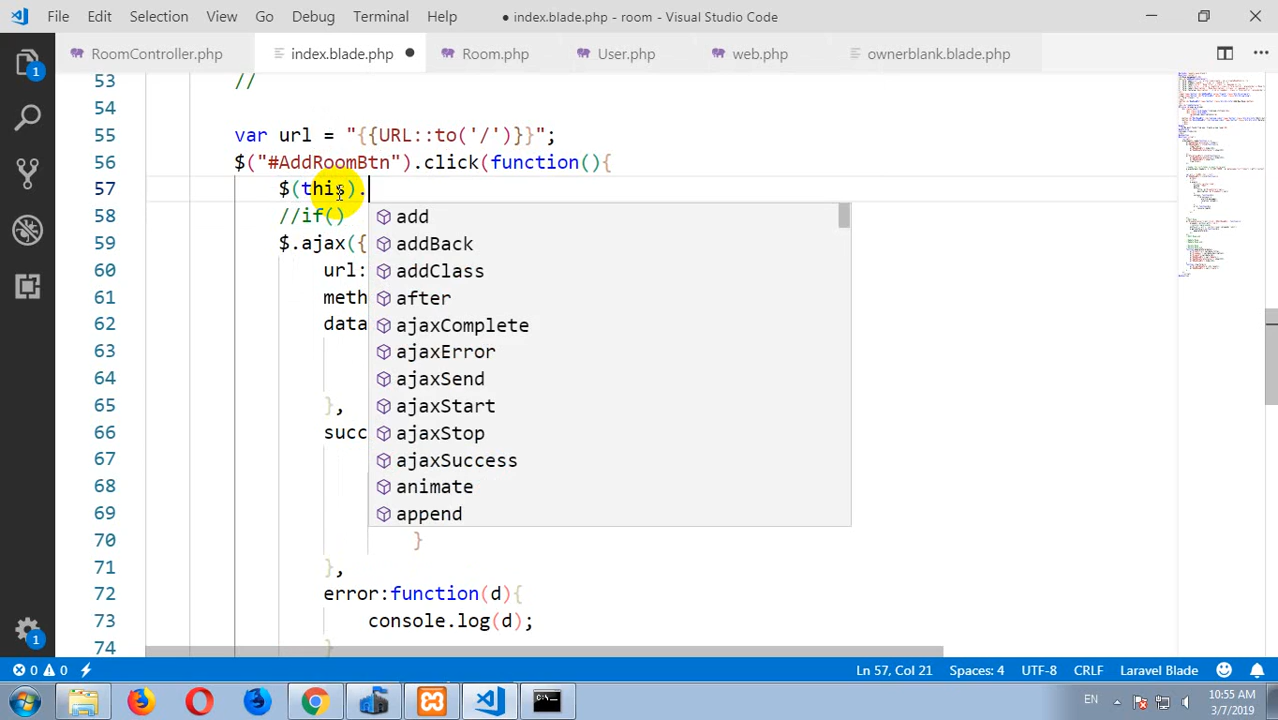 File Edit Selection View Go Debug Terminal Help
● index.blade.php - room - Visual Studio Code
RoomController.php index.blade.php Room.php User.php web.php ownerblank.blade.php
53 //
54
55 var url = "{{URL::to('/')}}";
56 $("#AddRoomBtn").click(function(){
57 $(this).
58 //if()
add
59 $.ajax({
addBack
60 url:
addClass
61 meth
after
62 data
ajaxComplete
63
ajaxError
64
ajaxSend
65 },
ajaxStart
66 succ
ajaxStop
67
ajaxSuccess
68
animate
69
append
70 }
71 },
72 error:function(d){
73 console.log(d);
74 }
1
1
0 0
Ln 57, Col 21 Spaces: 4 UTF-8 CRLF Laravel Blade
EN
10:55 AM
3/7/2019